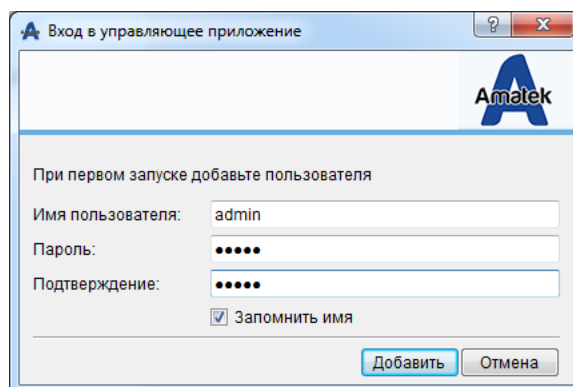 Вход в управляющее приложение
Amatek
При первом запуске добавьте пользователя
Имя пользователя: admin
Пароль: •••••
Подтверждение: •••••
Запомнить имя
Добавить Отмена